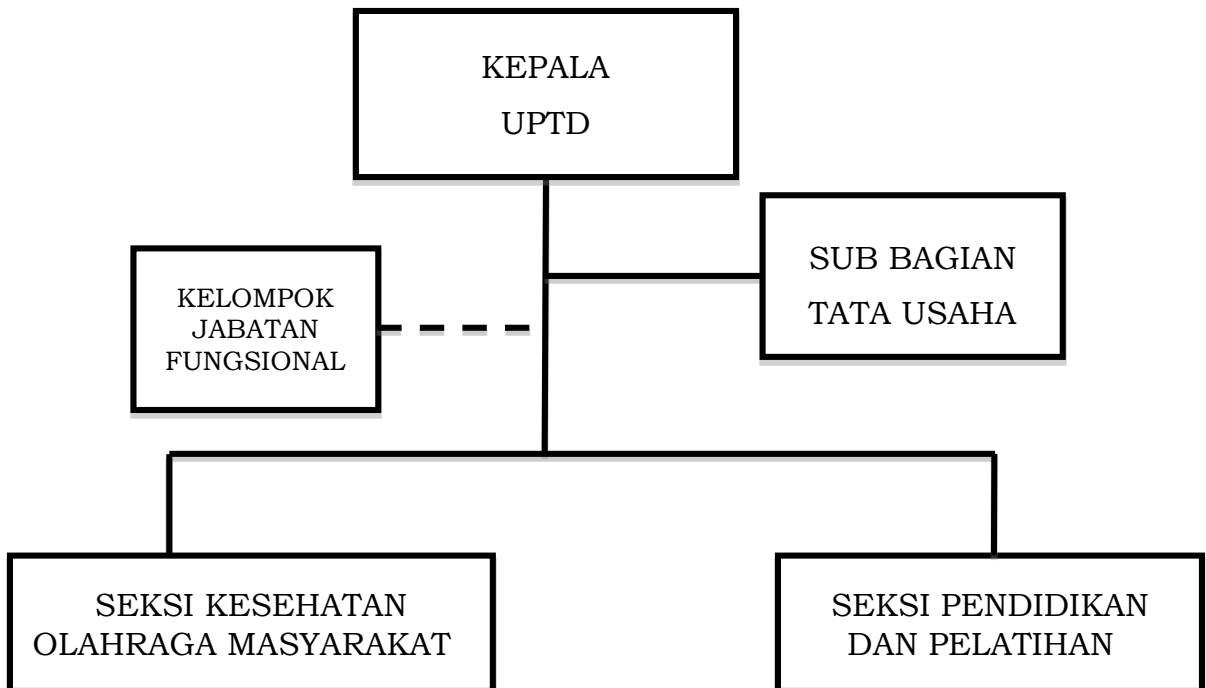 KEPALA
UPTD
SUB BAGIAN
TATA USAHA
KELOMPOK
JABATAN
FUNGSIONAL
SEKSI KESEHATAN
OLAHRAGA MASYARAKAT
SEKSI PENDIDIKAN
DAN PELATIHAN